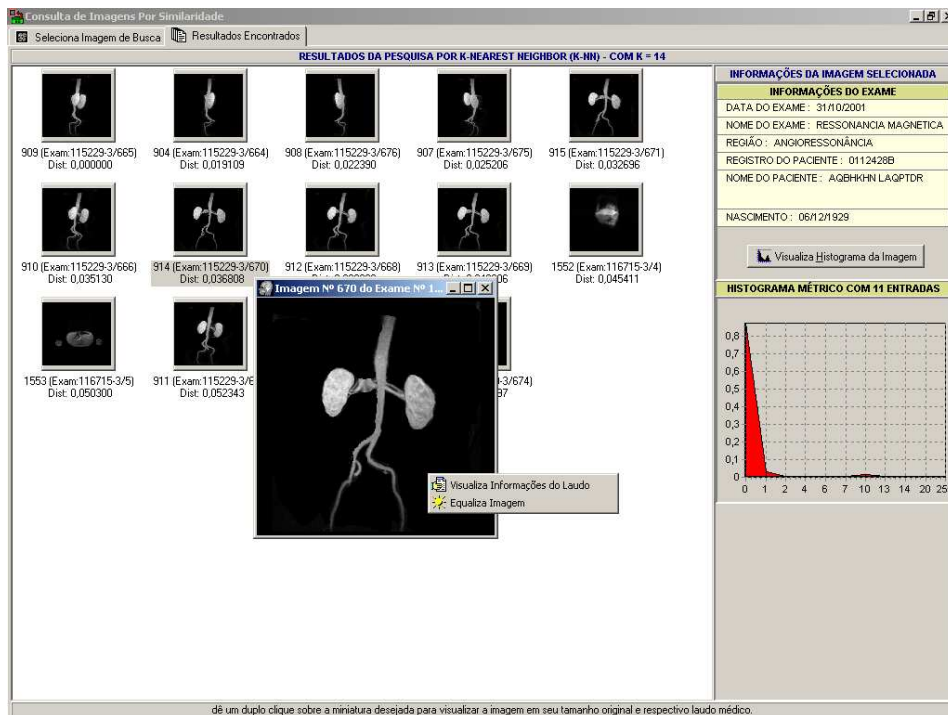 Consulta de Imagens Por Similaridade
Seleciona Imagem de Busca
Resultados Encontrados
RESULTADOS DA PESQUISA POR K-NEAREST NEIGHBOR (K-NN) - COM K = 14
909 (Exam:115229-3/665)
Dist: 0,000000
904 (Exam:115229-3/664)
Dist: 0,019109
908 (Exam:115229-3/676)
Dist: 0,022390
907 (Exam:115229-3/675)
Dist: 0,025206
915 (Exam:115229-3/671)
Dist: 0,032696
910 (Exam:115229-3/666)
Dist: 0,035130
914 (Exam:115229-3/670)
Dist: 0,036808
912 (Exam:115229-3/668)
913 (Exam:115229-3/669)
1552 (Exam:116715-3/4)
Dist: 0,045411
1553 (Exam:116715-3/5)
Dist: 0,050300
911 (Exam:115229-3/6
Dist: 0,052343
-3/674)
97
Imagem Nº 670 do Exame Nº 1...
Visualiza Informações do Laudo
Equaliza Imagem
INFORMAÇÕES DA IMAGEM SELECIONADA
INFORMAÇÕES DO EXAME
DATA DO EXAME : 31/10/2001
NOME DO EXAME : RESSONANCIA MAGNETICA
REGIÃO : ANGIORESSONÂNCIA
REGISTRO DO PACIENTE : 0112428B
NOME DO PACIENTE : AQBHKHN LAQPTDR
NASCIMENTO : 06/12/1929
Visualiza Histograma da Imagem
HISTOGRAMA MÉTRICO COM 11 ENTRADAS
0,8
0,7
0,6
0,5
0,4
0,3
0,2
0,1
0
0 1 2 4 6 7 10 13 14 20 25
dê um duplo clique sobre a miniatura desejada para visualizar a imagem em seu tamanho original e respectivo laudo médico.